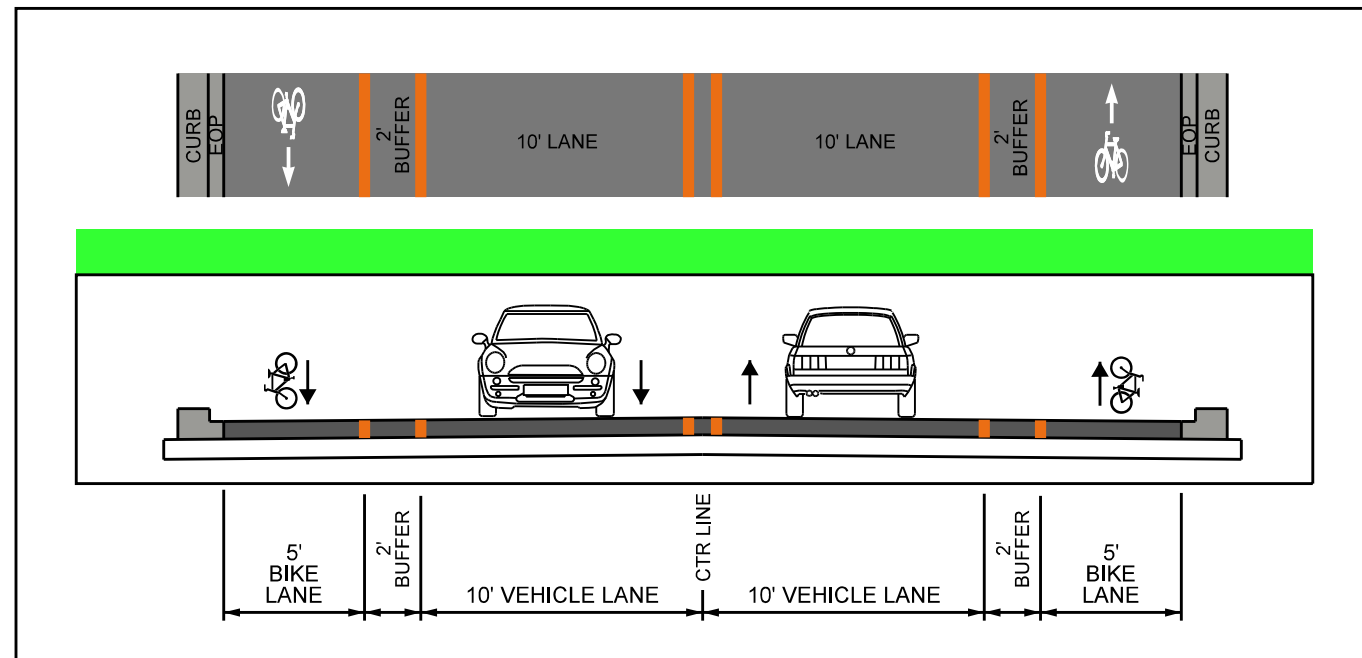 CURB
EOP
2'
BUFFER
10' LANE
10' LANE
2'
BUFFER
EOP
CURB
5'
BIKE
LANE
2'
BUFFER
10' VEHICLE LANE
CTR LINE
10' VEHICLE LANE
2'
BUFFER
5'
BIKE
LANE